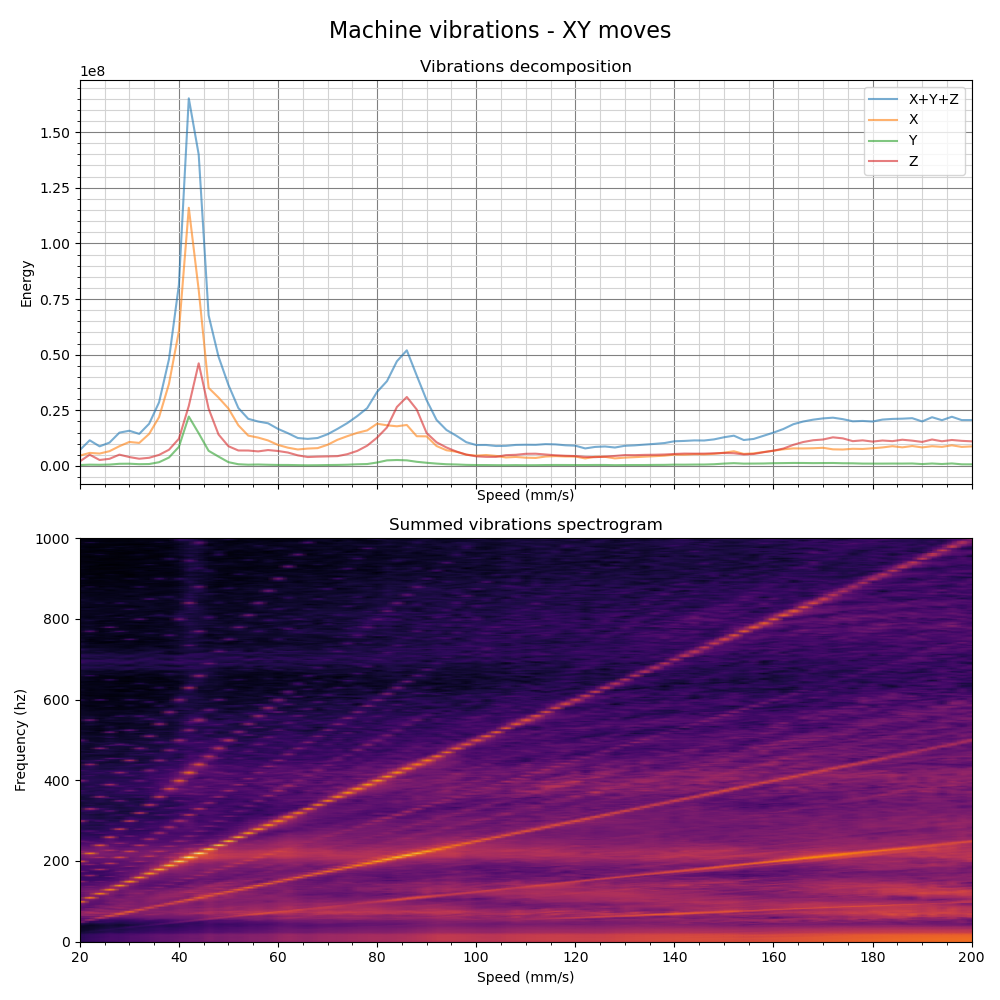 Machine vibrations - XY moves
Vibrations decomposition
1e8
X+Y+Z
X
Y
Z
1.50
1.25
1.00
0.75
0.50
0.25
0.00
Energy
Speed (mm/s)
Summed vibrations spectrogram
1000
800
600
400
200
0
Frequency (hz)
20 40 60 80 100 120 140 160 180 200
Speed (mm/s)